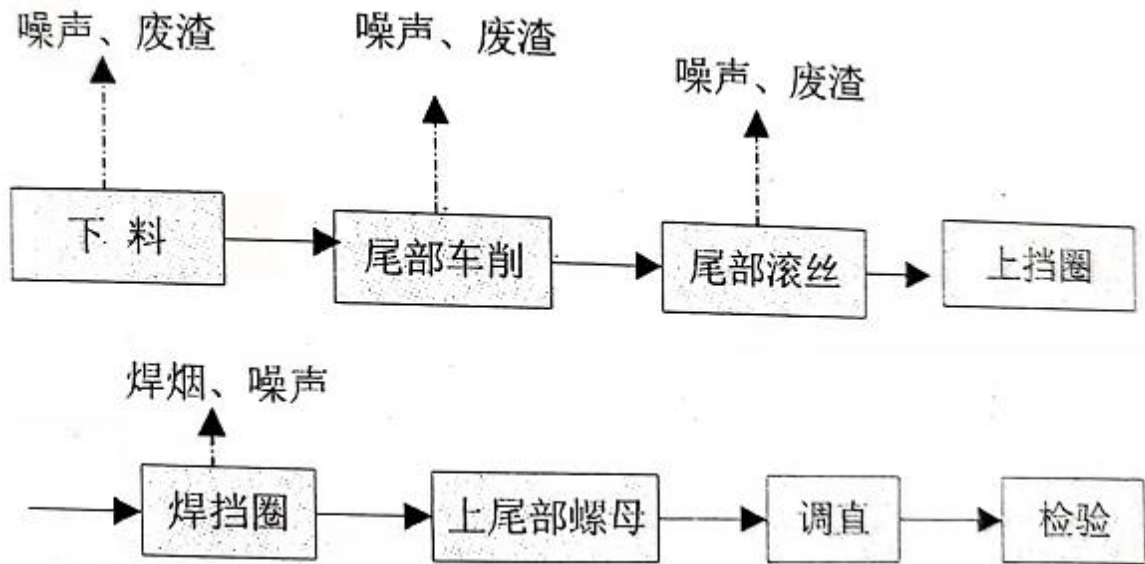 噪声、废渣
噪声、废渣
噪声、废渣
下料
尾部车削
尾部滚丝
上挡圈
焊烟、噪声
焊挡圈
上尾部螺母
调直
检验